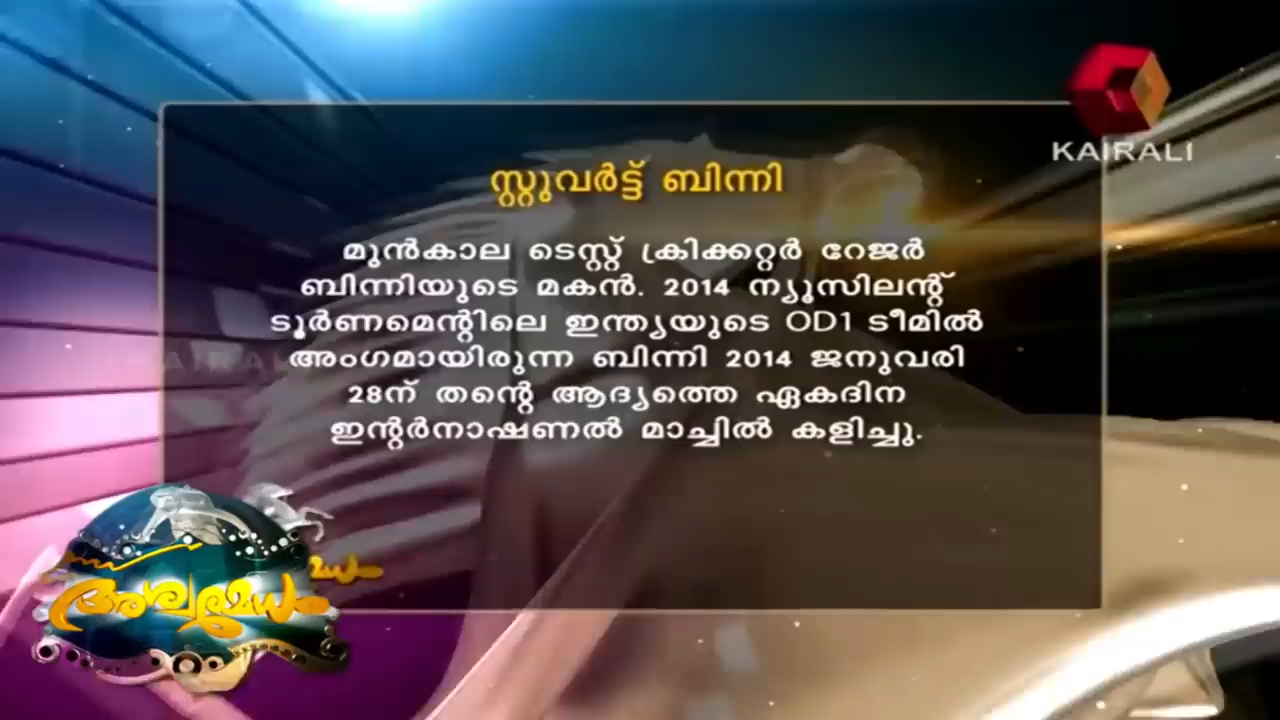 KAIRALI
സ്റ്റുവർട്ട് ബിന്നി
മുൻകാല ടെസ്റ്റ് ക്രിക്കറ്റർ റേജർ
ബിന്നിയുടെ മകൻ. 2014 ന്യൂസിലന്റ്
ടൂർണമെന്റിലെ ഇന്ത്യയുടെ OD1 ടീമിൽ
അംഗമായിരുന്ന ബിന്നി 2014 ജനുവരി
28ന് തന്റെ ആദ്യത്തെ ഏകദിന
ഇന്റർനാഷണൽ മാച്ചിൽ കളിച്ചു.
അശ്വമേധം